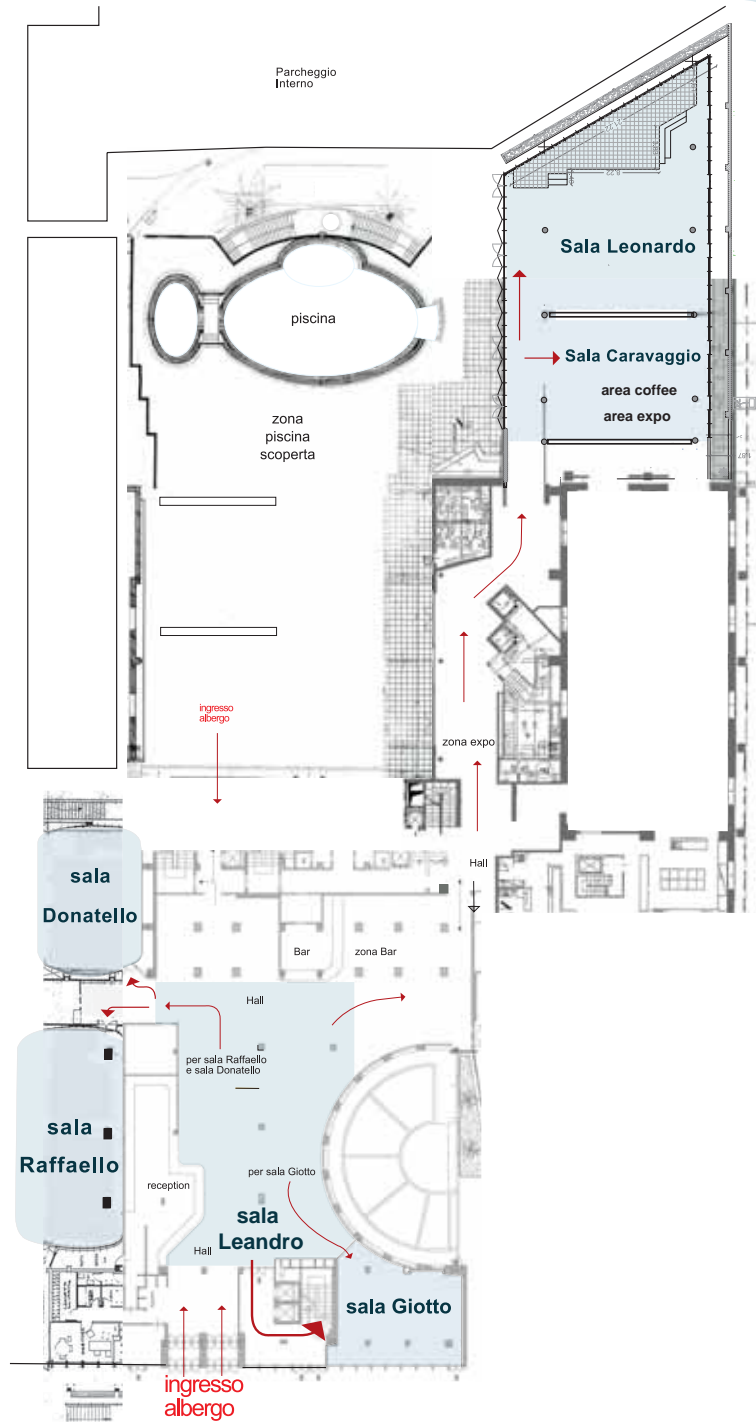 Parcheggio
Interno
8.22
Sala Leonardo
piscina
Sala Caravaggio
area coffee
area expo
zona
piscina
scoperta
ingresso
albergo
zona expo
Hall
sala
Donatello
Bar
zona Bar
Hall
per sala Raffaello
e sala Donatello
sala
Raffaello
per sala Giotto
reception
sala
Leandro
Hall
sala Giotto
ingresso
albergo